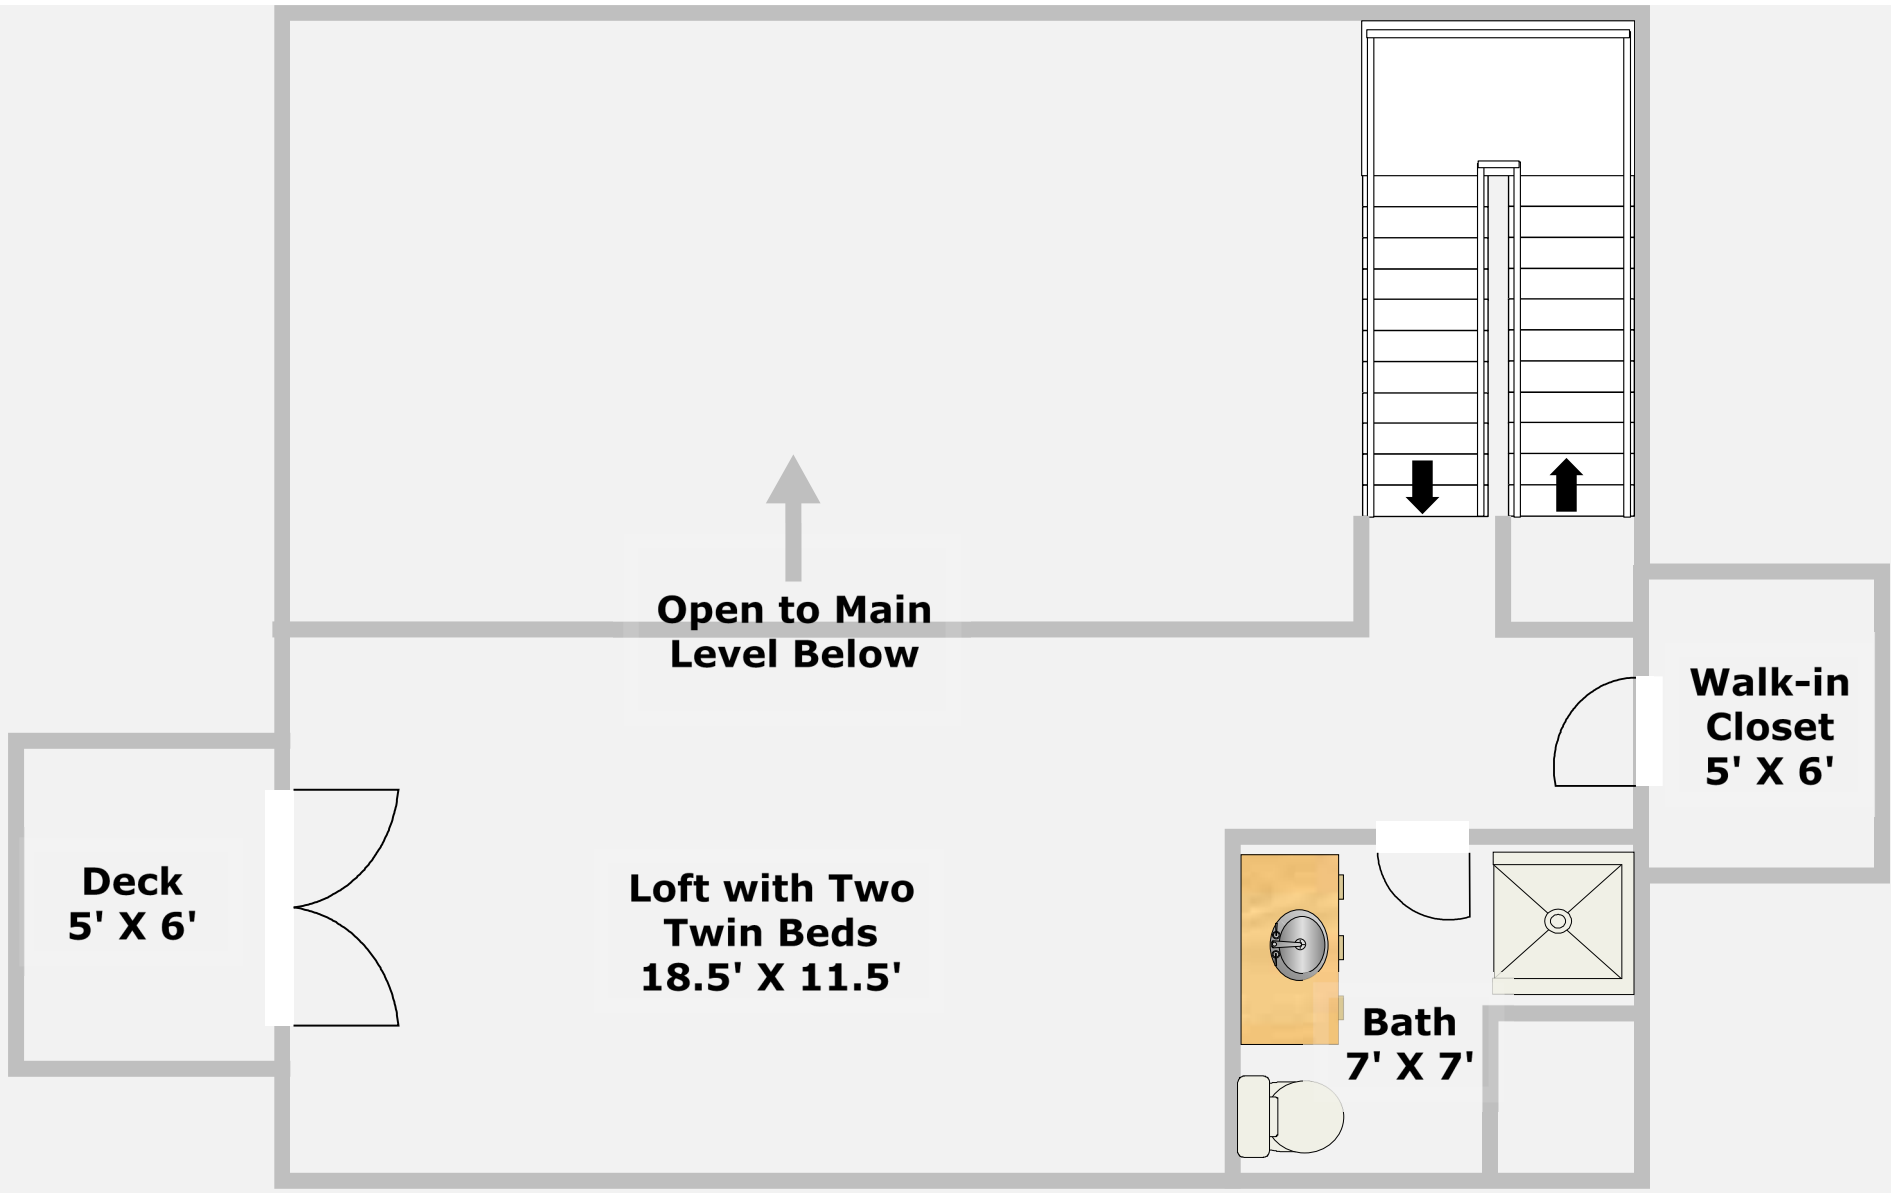 Open to Main
Level Below
Walk-in
Closet
5' X 6'
Deck
5' X 6'
Loft with Two
Twin Beds
18.5' X 11.5'
Bath
7' X 7'